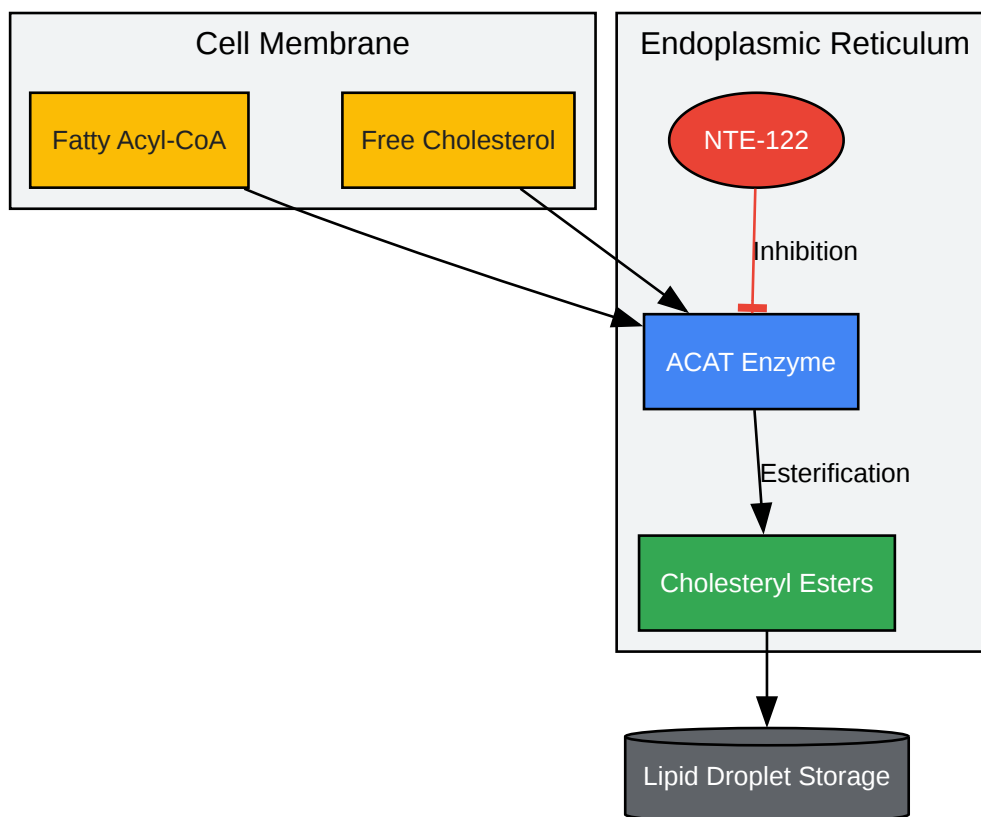 Cell Membrane
Endoplasmic Reticulum
Fatty Acyl-CoA
Free Cholesterol
NTE-122
Inhibition
ACAT Enzyme
Esterification
Cholesteryl Esters
Lipid Droplet Storage